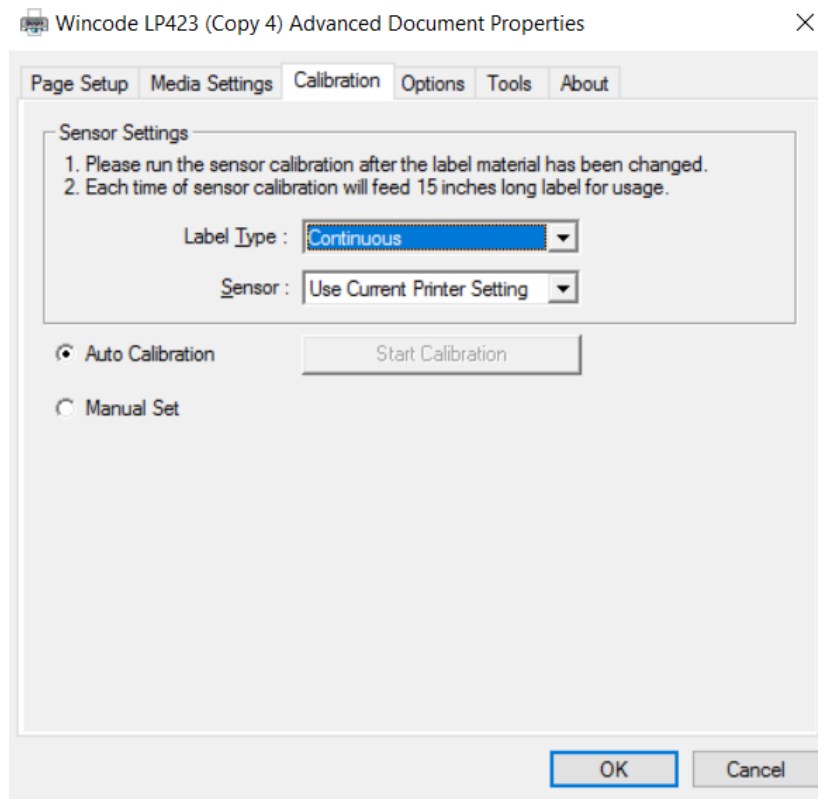 Wincode LP423 (Copy 4) Advanced Document Properties
Page Setup Media Settings Calibration Options Tools About
Sensor Settings
1. Please run the sensor calibration after the label material has been changed.
2. Each time of sensor calibration will feed 15 inches long label for usage.
Label Type : Continuous
Sensor : Use Current Printer Setting
Auto Calibration Start Calibration
Manual Set
OK Cancel